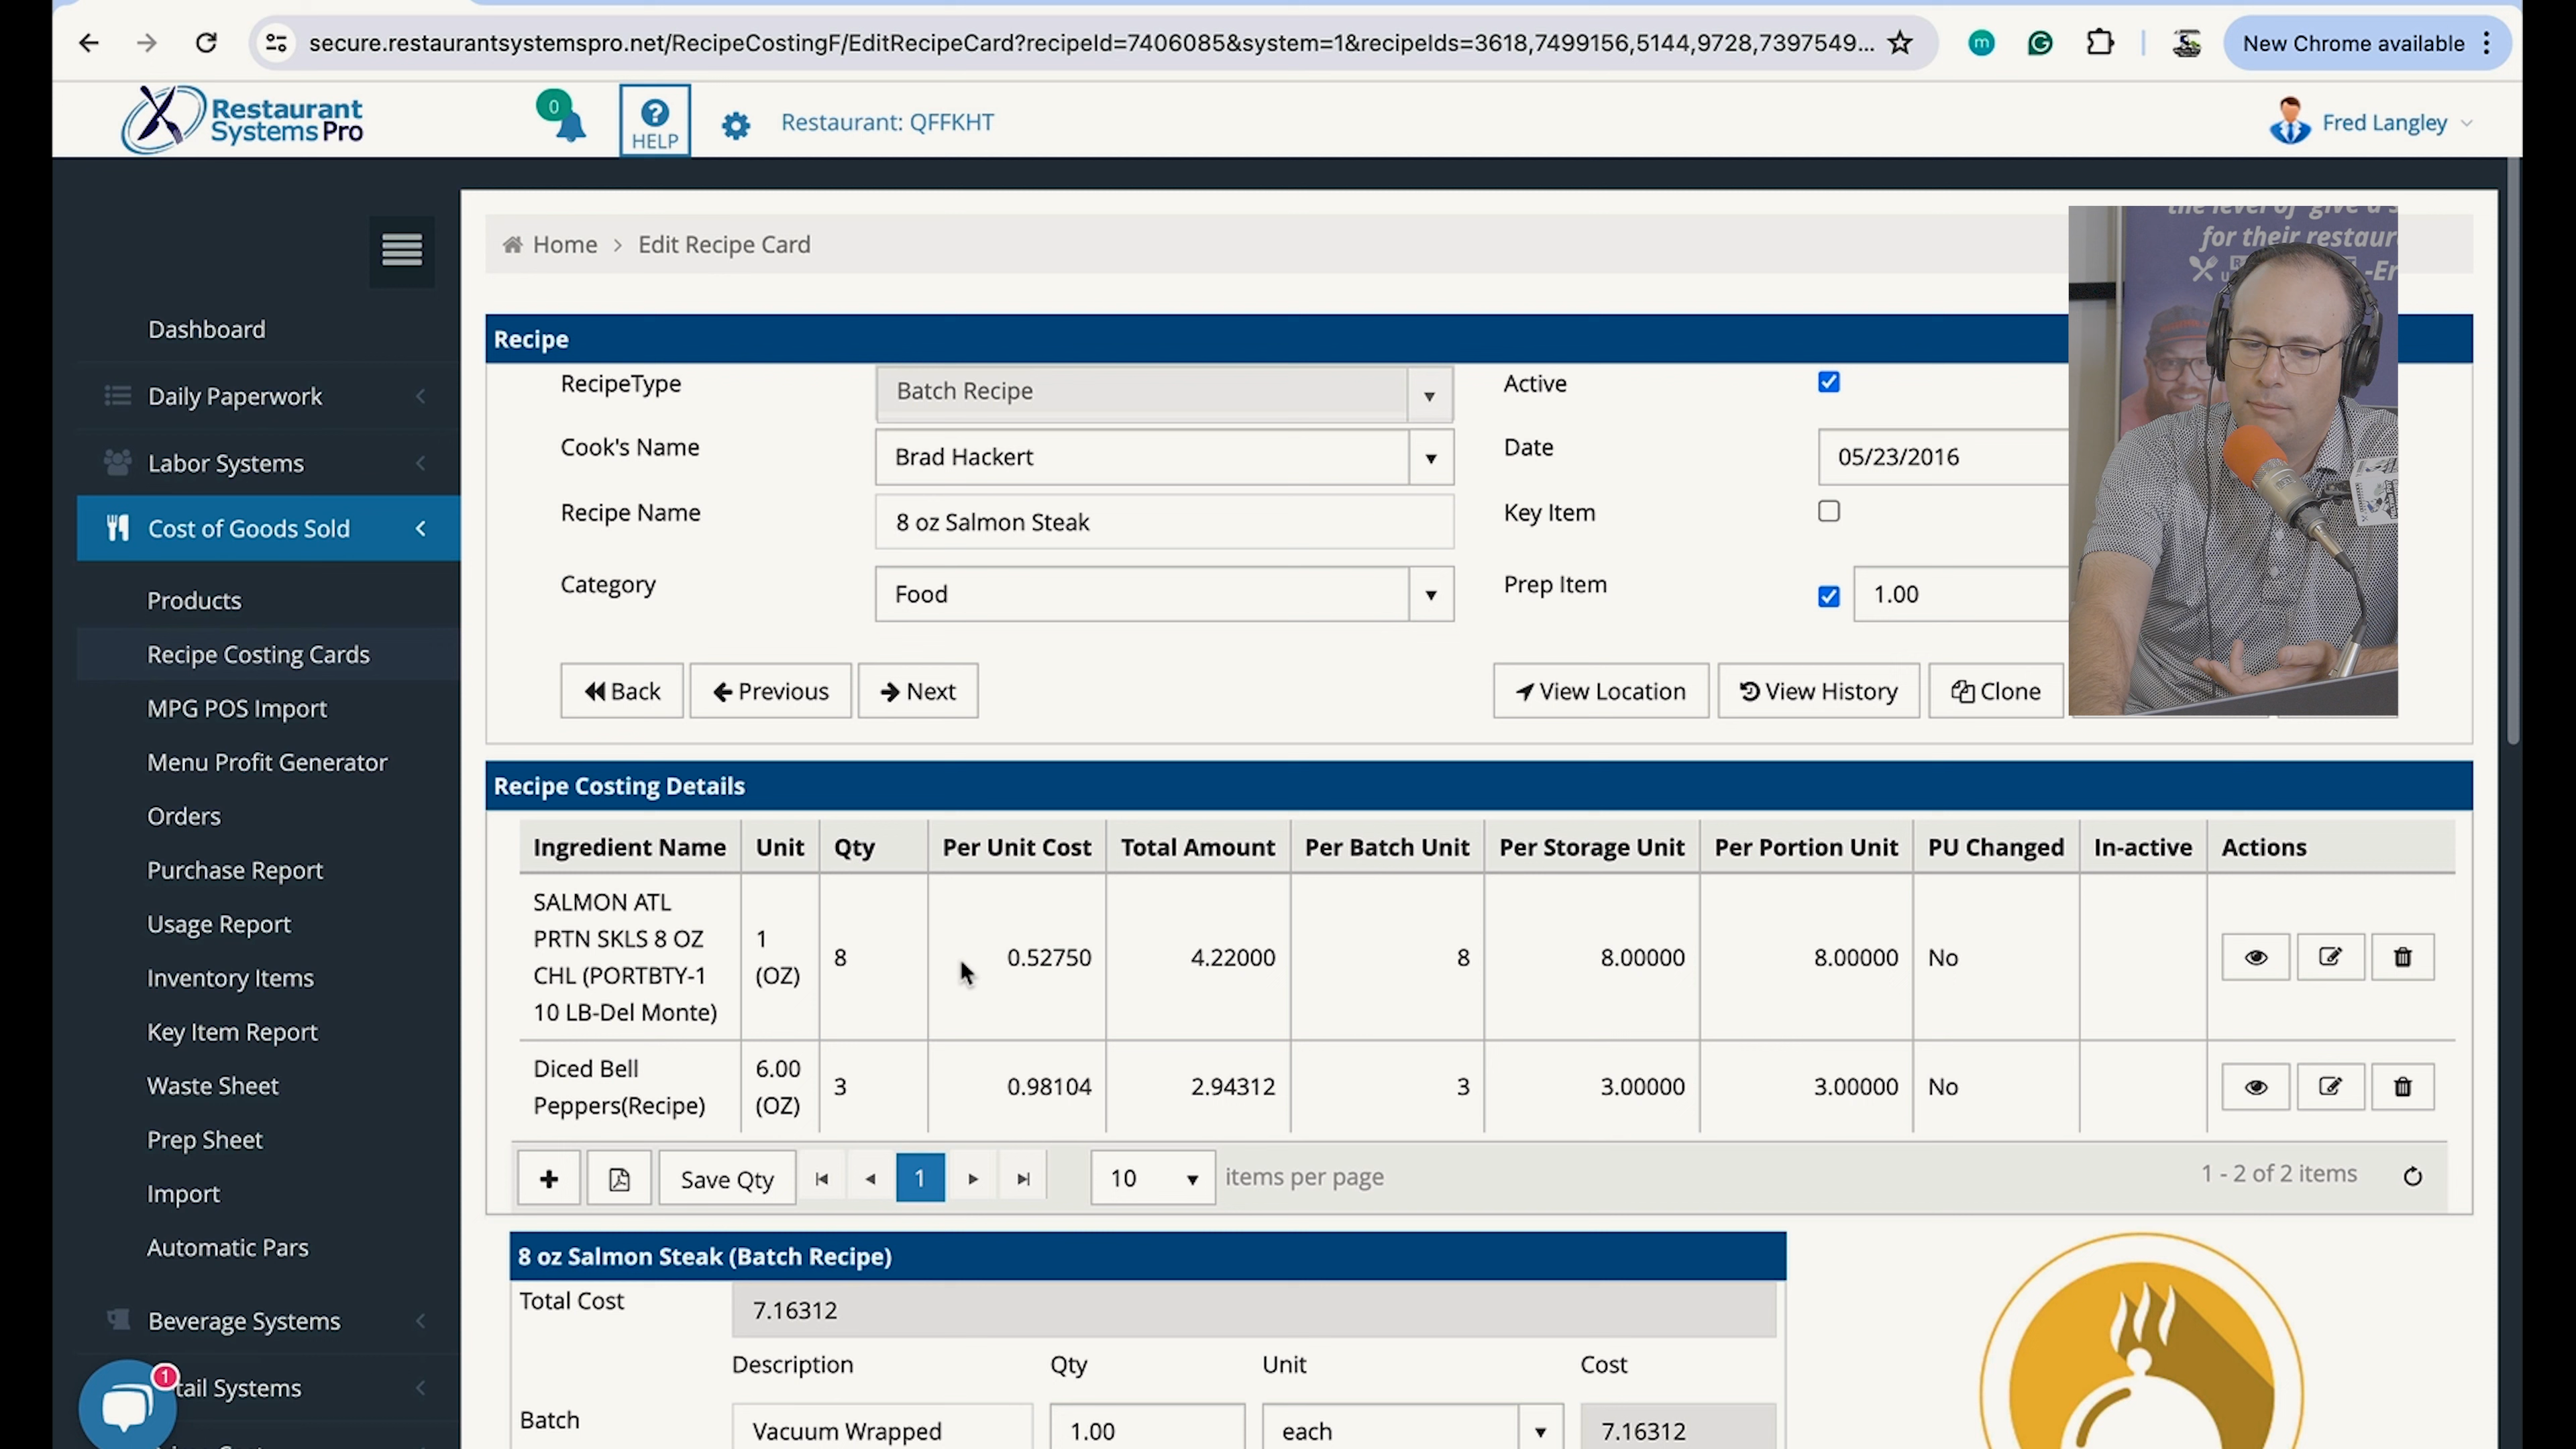 secure.restaurantsystemspro.net/RecipeCostingF/EditRecipeCard?recipeId=7406085&system=1&recipeIds=3618,7499156,5144,9728,7397549...
m
New Chrome available
Restaurant
Systems Pro
0
HELP
Restaurant: QFFKHT
Fred Langley
Dashboard
Daily Paperwork
Labor Systems
Cost of Goods Sold
Products
Recipe Costing Cards
MPG POS Import
Menu Profit Generator
Orders
Purchase Report
Usage Report
Inventory Items
Key Item Report
Waste Sheet
Prep Sheet
Import
Automatic Pars
Beverage Systems
tail Systems
1
Home > Edit Recipe Card
the level of 'give a s
for their restaur
-Er
Recipe
RecipeType
Batch Recipe
Active
Cook's Name
Brad Hackert
Date
05/23/2016
Recipe Name
8 oz Salmon Steak
Key Item
Category
Food
Prep Item
1.00
Back
Previous
Next
View Location
View History
Clone
Recipe Costing Details
Ingredient Name Unit Qty Per Unit Cost Total Amount Per Batch Unit Per Storage Unit Per Portion Unit PU Changed In-active Actions
SALMON ATL
PRTN SKLS 8 OZ
CHL (PORTBTY-1
10 LB-Del Monte)
1
(OZ)
8 0.52750 4.22000 8 8.00000 8.00000 No
Diced Bell
Peppers(Recipe)
6.00
(OZ)
3 0.98104 2.94312 3 3.00000 3.00000 No
Save Qty
1
10
items per page
1 - 2 of 2 items
8 oz Salmon Steak (Batch Recipe)
Total Cost
7.16312
Description Qty Unit Cost
Batch
Vacuum Wrapped 1.00 each 7.16312